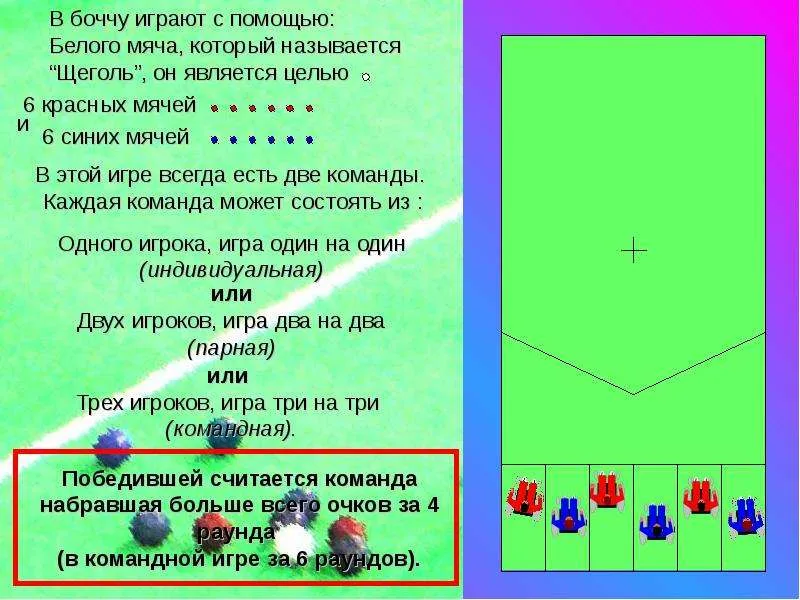 В боччу играют с помощью:
Белого мяча, который называется
“Щеголь”, он является целью
6 красных мячей
и
6 синих мячей
В этой игре всегда есть две команды.
Каждая команда может состоять из :
Одного игрока, игра один на один
(индивидуальная)
или
Двух игроков, игра два на два
(парная)
или
Трех игроков, игра три на три
(командная).
Победившей считается команда
набравшая больше всего очков за 4
раунда
(в командной игре за 6 раундов).